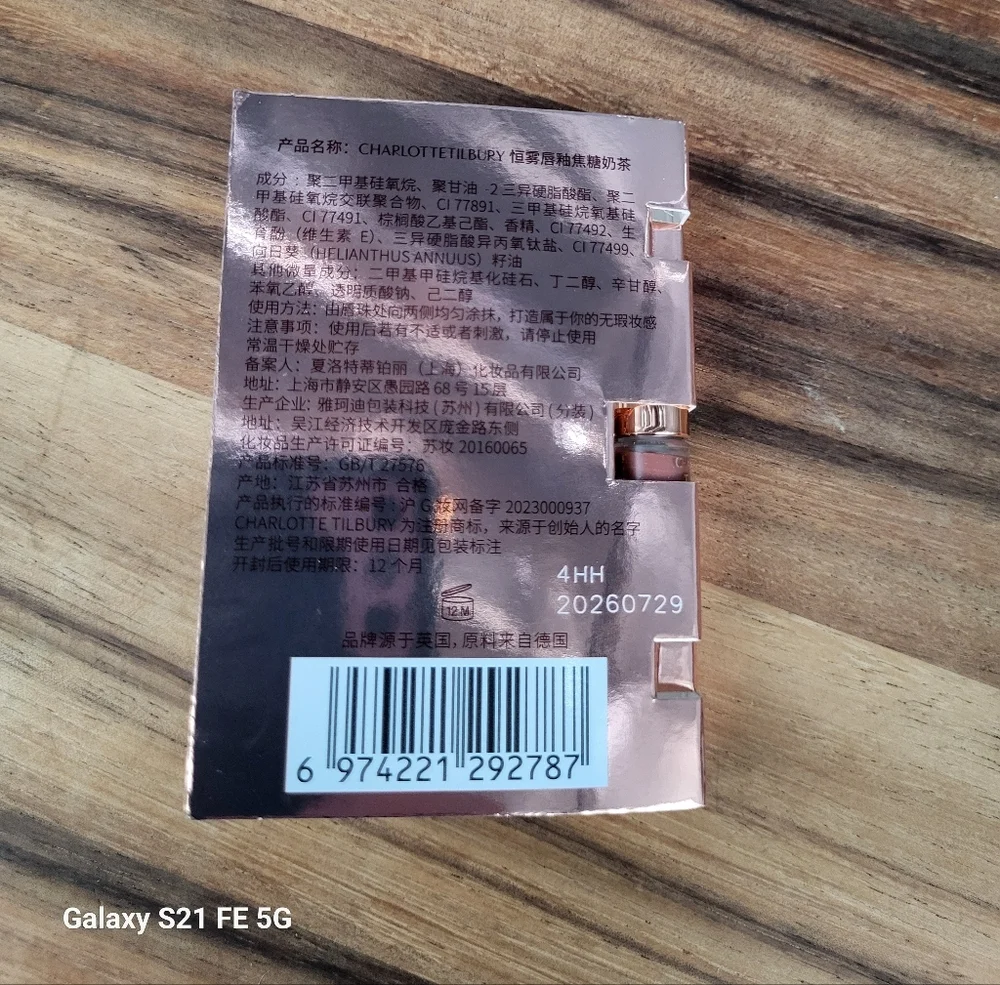 产品名称：CHARLOTTETILBURY 恒雾唇釉焦糖奶茶
成分：聚二甲基硅氧烷、聚甘油 -2 三异硬脂酸酯、聚二
甲基硅氧烷交联聚合物、CI 77891、三甲基硅烷氧基硅
酸酯、CI 77491、棕榈酸乙基己酯、香精、CI 77492、生
育酚（维生素 E）、三异硬脂酸异丙氧钛盐、CI 77499、
向日葵（HELIANTHUS ANNUUS）籽油
其他微量成分：二甲基甲硅烷基化硅石、丁二醇、辛甘醇、
苯氧乙醇、透明质酸钠、己二醇
使用方法：由唇珠处向两侧均匀涂抹，打造属于你的无瑕妆感
注意事项：使用后若有不适或者刺激，请停止使用
常温干燥处贮存
备案人：夏洛特蒂铂丽（上海）化妆品有限公司
地址：上海市静安区愚园路 68 号 15层
生产企业：雅珂迪包装科技(苏州)有限公司(分装)
地址：吴江经济技术开发区庞金路东侧
化妆品生产许可证编号：苏妆 20160065
产品标准号：GB/T 27576
产地：江苏省苏州市 合格
产品执行的标准编号：沪 G 妆网备字 2023000937
CHARLOTTE TILBURY 为注册商标，来源于创始人的名字
生产批号和限期使用日期见包装标注
开封后使用期限：12 个月
4HH
20260729
12 M
品牌源于英国，原料来自德国
6 974221 292787
Galaxy S21 FE 5G